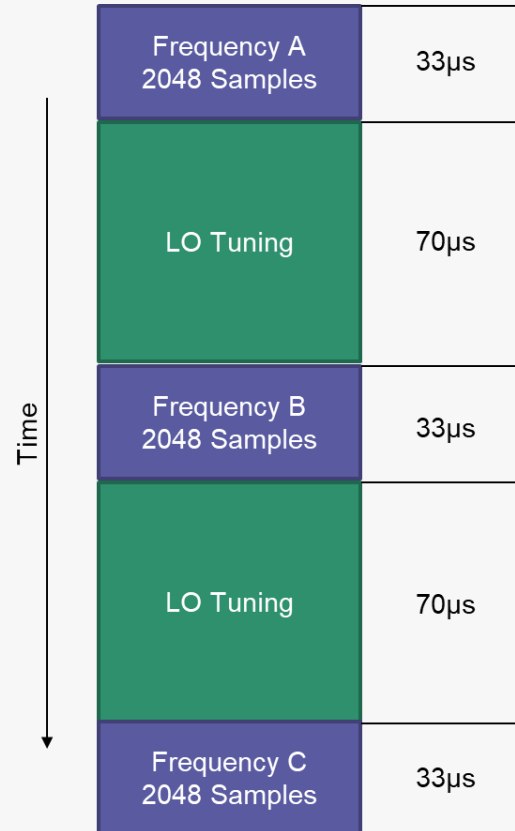 Frequency A
2048 Samples
33µs
LO Tuning
70µs
Frequency B
2048 Samples
33µs
LO Tuning
70µs
Frequency C
2048 Samples
33µs
Time